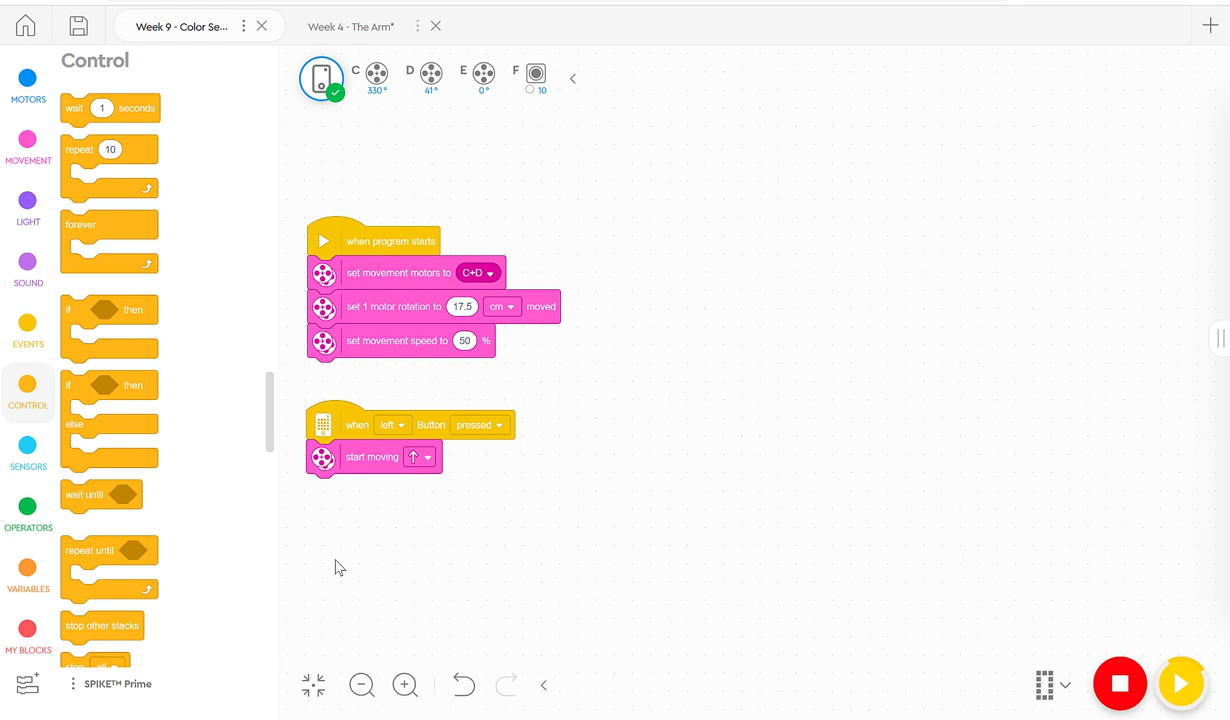 Week 9 - Color Se...
Week 4 - The Arm*
Control
MOTORS
MOVEMENT
LIGHT
SOUND
EVENTS
CONTROL
SENSORS
OPERATORS
VARIABLES
MY BLOCKS
wait 1 seconds
repeat 10
forever
if then
if then
else
wait until
repeat until
stop other stacks
stop all
SPIKE™ Prime
C D E F
330° 41° 0° 10
when program starts
set movement motors to C+D
set 1 motor rotation to 17.5 cm moved
set movement speed to 50 %
when left Button pressed
start moving